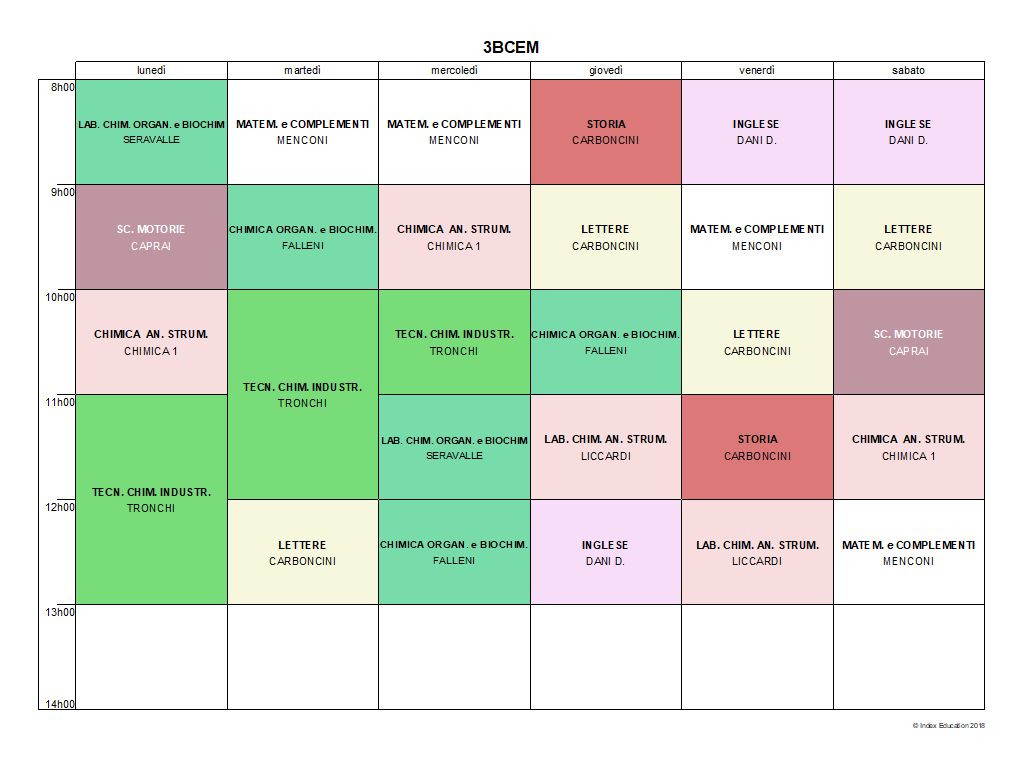 3BCEM
lunedì martedì mercoledì giovedì venerdì sabato
8h00
LAB. CHIM. ORGAN. e BIOCHIM
SERAVALLE
MATEM. e COMPLEMENTI
MENCONI
MATEM. e COMPLEMENTI
MENCONI
STORIA
CARBONCINI
INGLESE
DANI D.
INGLESE
DANI D.
9h00
SC. MOTORIE
CAPRAI
CHIMICA ORGAN. e BIOCHIM.
FALLENI
CHIMICA AN. STRUM.
CHIMICA 1
LETTERE
CARBONCINI
MATEM. e COMPLEMENTI
MENCONI
LETTERE
CARBONCINI
10h00
CHIMICA AN. STRUM.
CHIMICA 1
TECN. CHIM. INDUSTR.
TRONCHI
TECN. CHIM. INDUSTR.
TRONCHI
CHIMICA ORGAN. e BIOCHIM.
FALLENI
LETTERE
CARBONCINI
SC. MOTORIE
CAPRAI
11h00
TECN. CHIM. INDUSTR.
TRONCHI
LAB. CHIM. ORGAN. e BIOCHIM
SERAVALLE
LAB. CHIM. AN. STRUM.
LICCARDI
STORIA
CARBONCINI
CHIMICA AN. STRUM.
CHIMICA 1
12h00
LETTERE
CARBONCINI
CHIMICA ORGAN. e BIOCHIM.
FALLENI
INGLESE
DANI D.
LAB. CHIM. AN. STRUM.
LICCARDI
MATEM. e COMPLEMENTI
MENCONI
13h00
14h00
© Index Education 2018